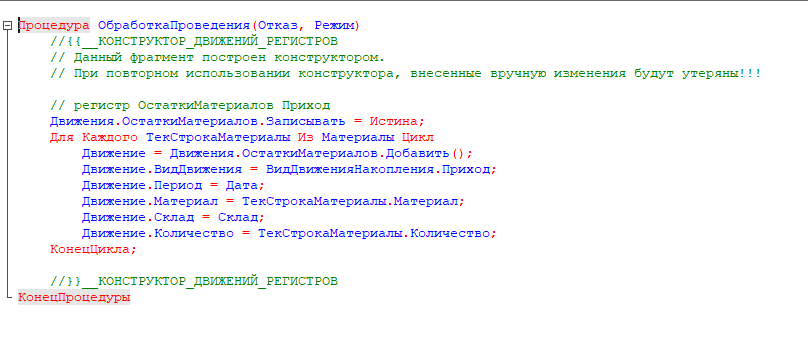 Процедура ОбработкаПроведения(Отказ, Режим)
//{{__КОНСТРУКТОР_ДВИЖЕНИЙ_РЕГИСТРОВ
// Данный фрагмент построен конструктором.
// При повторном использовании конструктора, внесенные вручную изменения будут утеряны!!!
// регистр ОстаткиМатериалов Приход
Движения.ОстаткиМатериалов.Записывать = Истина;
Для Каждого ТекСтрокаМатериалы Из Материалы Цикл
Движение = Движения.ОстаткиМатериалов.Добавить();
Движение.ВидДвижения = ВидДвиженияНакопления.Приход;
Движение.Период = Дата;
Движение.Материал = ТекСтрокаМатериалы.Материал;
Движение.Склад = Склад;
Движение.Количество = ТекСтрокаМатериалы.Количество;
КонецЦикла;
//}}__КОНСТРУКТОР_ДВИЖЕНИЙ_РЕГИСТРОВ
КонецПроцедуры